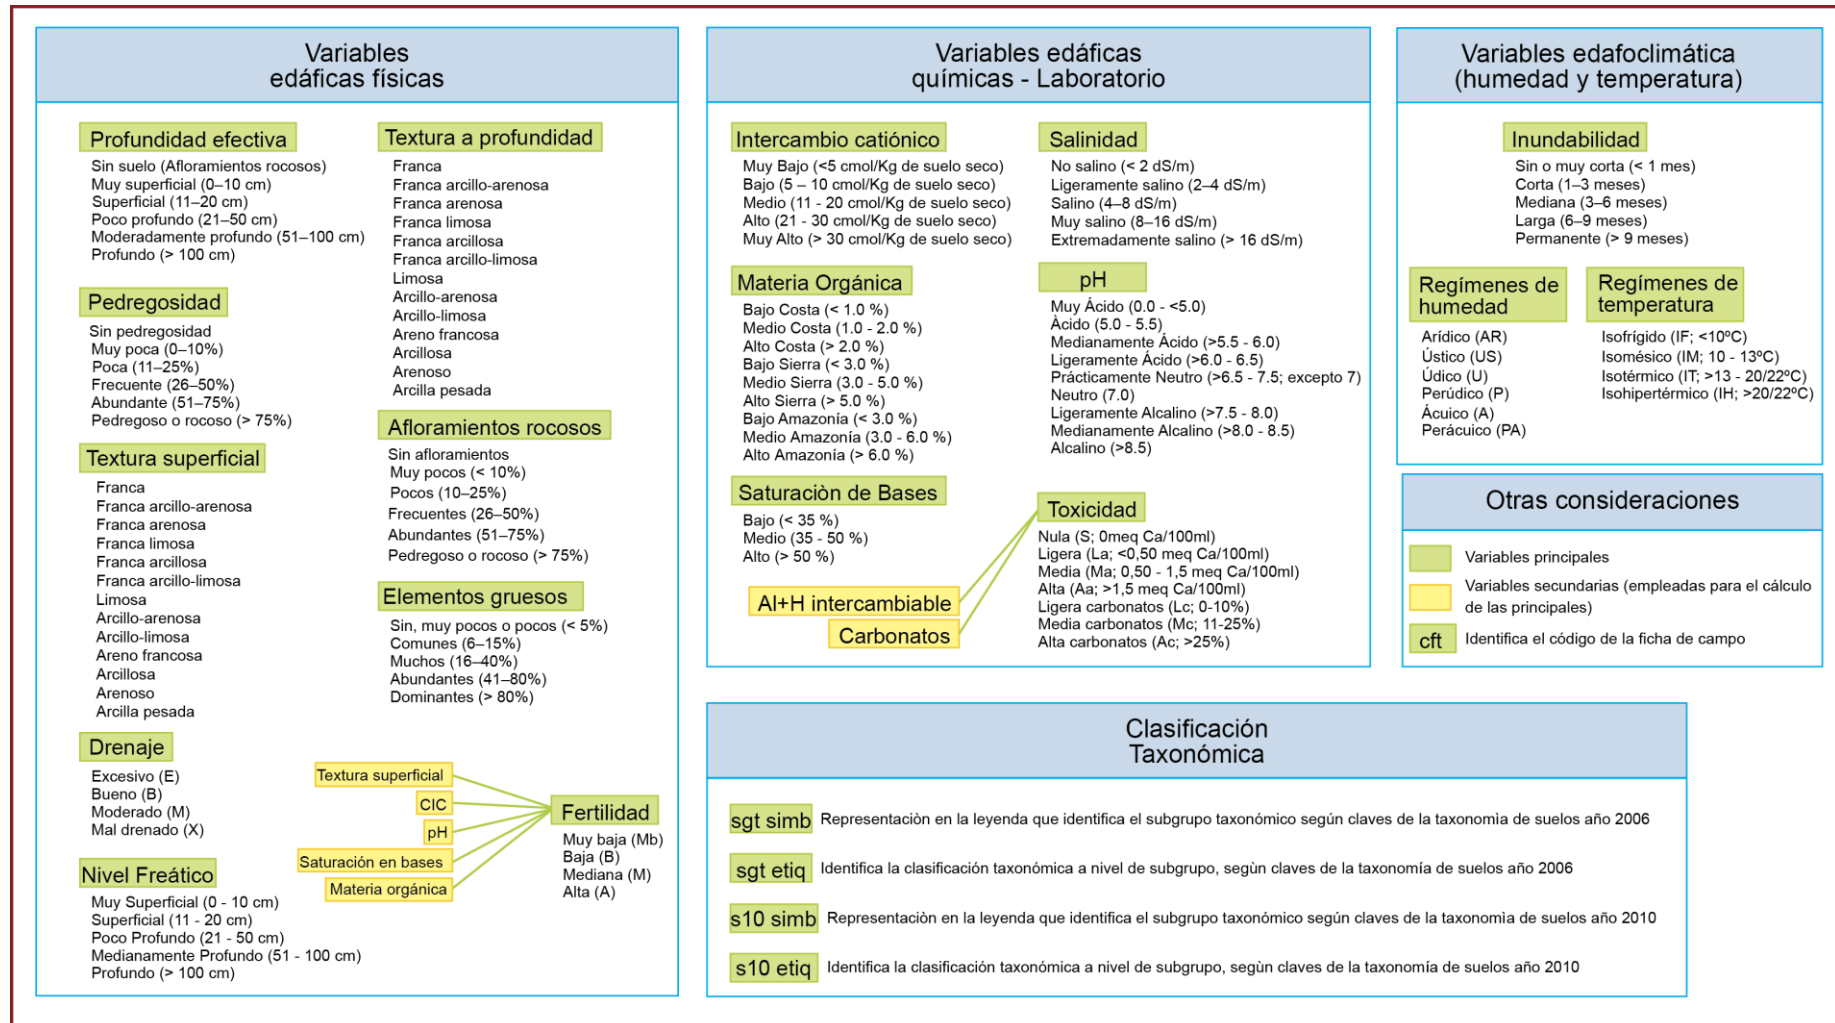 Variables
edáficas físicas
Profundidad efectiva
Sin suelo (Afloramientos rocosos)
Muy superficial (0–10 cm)
Superficial (11–20 cm)
Poco profundo (21–50 cm)
Moderadamente profundo (51–100 cm)
Profundo (> 100 cm)
Pedregosidad
Sin pedregosidad
Muy poca (0–10%)
Poca (11–25%)
Frecuente (26–50%)
Abundante (51–75%)
Pedregoso o rocoso (> 75%)
Textura superficial
Franca
Franca arcillo-arenosa
Franca arenosa
Franca limosa
Franca arcillosa
Franca arcillo-limosa
Limosa
Arcillo-arenosa
Arcillo-limosa
Areno francosa
Arcillosa
Arenoso
Arcilla pesada
Drenaje
Excesivo (E)
Bueno (B)
Moderado (M)
Mal drenado (X)
Nivel Freático
Muy Superficial (0 - 10 cm)
Superficial (11 - 20 cm)
Poco Profundo (21 - 50 cm)
Medianamente Profundo (51 - 100 cm)
Profundo (> 100 cm)
Textura a profundidad
Franca
Franca arcillo-arenosa
Franca arenosa
Franca limosa
Franca arcillosa
Franca arcillo-limosa
Limosa
Arcillo-arenosa
Arcillo-limosa
Areno francosa
Arcillosa
Arenoso
Arcilla pesada
Afloramientos rocosos
Sin afloramientos
Muy pocos (< 10%)
Pocos (10–25%)
Frecuentes (26–50%)
Abundantes (51–75%)
Pedregoso o rocoso (> 75%)
Elementos gruesos
Sin, muy pocos o pocos (< 5%)
Comunes (6–15%)
Muchos (16–40%)
Abundantes (41–80%)
Dominantes (> 80%)
Textura superficial
CIC
pH
Saturación en bases
Materia orgánica
Fertilidad
Muy baja (Mb)
Baja (B)
Mediana (M)
Alta (A)
Variables edáficas
químicas - Laboratorio
Intercambio catiónico
Muy Bajo (<5 cmol/Kg de suelo seco)
Bajo (5 – 10 cmol/Kg de suelo seco)
Medio (11 - 20 cmol/Kg de suelo seco)
Alto (21 - 30 cmol/Kg de suelo seco)
Muy Alto (> 30 cmol/Kg de suelo seco)
Materia Orgánica
Bajo Costa (< 1.0 %)
Medio Costa (1.0 - 2.0 %)
Alto Costa (> 2.0 %)
Bajo Sierra (< 3.0 %)
Medio Sierra (3.0 - 5.0 %)
Alto Sierra (> 5.0 %)
Bajo Amazonía (< 3.0 %)
Medio Amazonía (3.0 - 6.0 %)
Alto Amazonía (> 6.0 %)
Saturaciòn de Bases
Bajo (< 35 %)
Medio (35 - 50 %)
Alto (> 50 %)
Al+H intercambiable
Carbonatos
Salinidad
No salino (< 2 dS/m)
Ligeramente salino (2–4 dS/m)
Salino (4–8 dS/m)
Muy salino (8–16 dS/m)
Extremadamente salino (> 16 dS/m)
pH
Muy Ácido (0.0 - <5.0)
Àcido (5.0 - 5.5)
Medianamente Ácido (>5.5 - 6.0)
Ligeramente Ácido (>6.0 - 6.5)
Prácticamente Neutro (>6.5 - 7.5; excepto 7)
Neutro (7.0)
Ligeramente Alcalino (>7.5 - 8.0)
Medianamente Alcalino (>8.0 - 8.5)
Alcalino (>8.5)
Toxicidad
Nula (S; 0meq Ca/100ml)
Ligera (La; <0,50 meq Ca/100ml)
Media (Ma; 0,50 - 1,5 meq Ca/100ml)
Alta (Aa; >1,5 meq Ca/100ml)
Ligera carbonatos (Lc; 0-10%)
Media carbonatos (Mc; 11-25%)
Alta carbonatos (Ac; >25%)
Variables edafoclimática
(humedad y temperatura)
Inundabilidad
Sin o muy corta (< 1 mes)
Corta (1–3 meses)
Mediana (3–6 meses)
Larga (6–9 meses)
Permanente (> 9 meses)
Regímenes de
humedad
Arídico (AR)
Ústico (US)
Údico (U)
Perúdico (P)
Ácuico (A)
Perácuico (PA)
Regímenes de
temperatura
Isofrígido (IF; <10ºC)
Isomésico (IM; 10 - 13ºC)
Isotérmico (IT; >13 - 20/22ºC)
Isohipertérmico (IH; >20/22ºC)
Otras consideraciones
Variables principales
Variables secundarias (empleadas para el cálculo
de las principales)
cft Identifica el código de la ficha de campo
Clasificación
Taxonómica
sgt simb Representaciòn en la leyenda que identifica el subgrupo taxonómico según claves de la taxonomìa de suelos año 2006
sgt etiq Identifica la clasificación taxonómica a nivel de subgrupo, segùn claves de la taxonomía de suelos año 2006
s10 simb Representaciòn en la leyenda que identifica el subgrupo taxonómico según claves de la taxonomìa de suelos año 2010
s10 etiq Identifica la clasificación taxonómica a nivel de subgrupo, segùn claves de la taxonomía de suelos año 2010